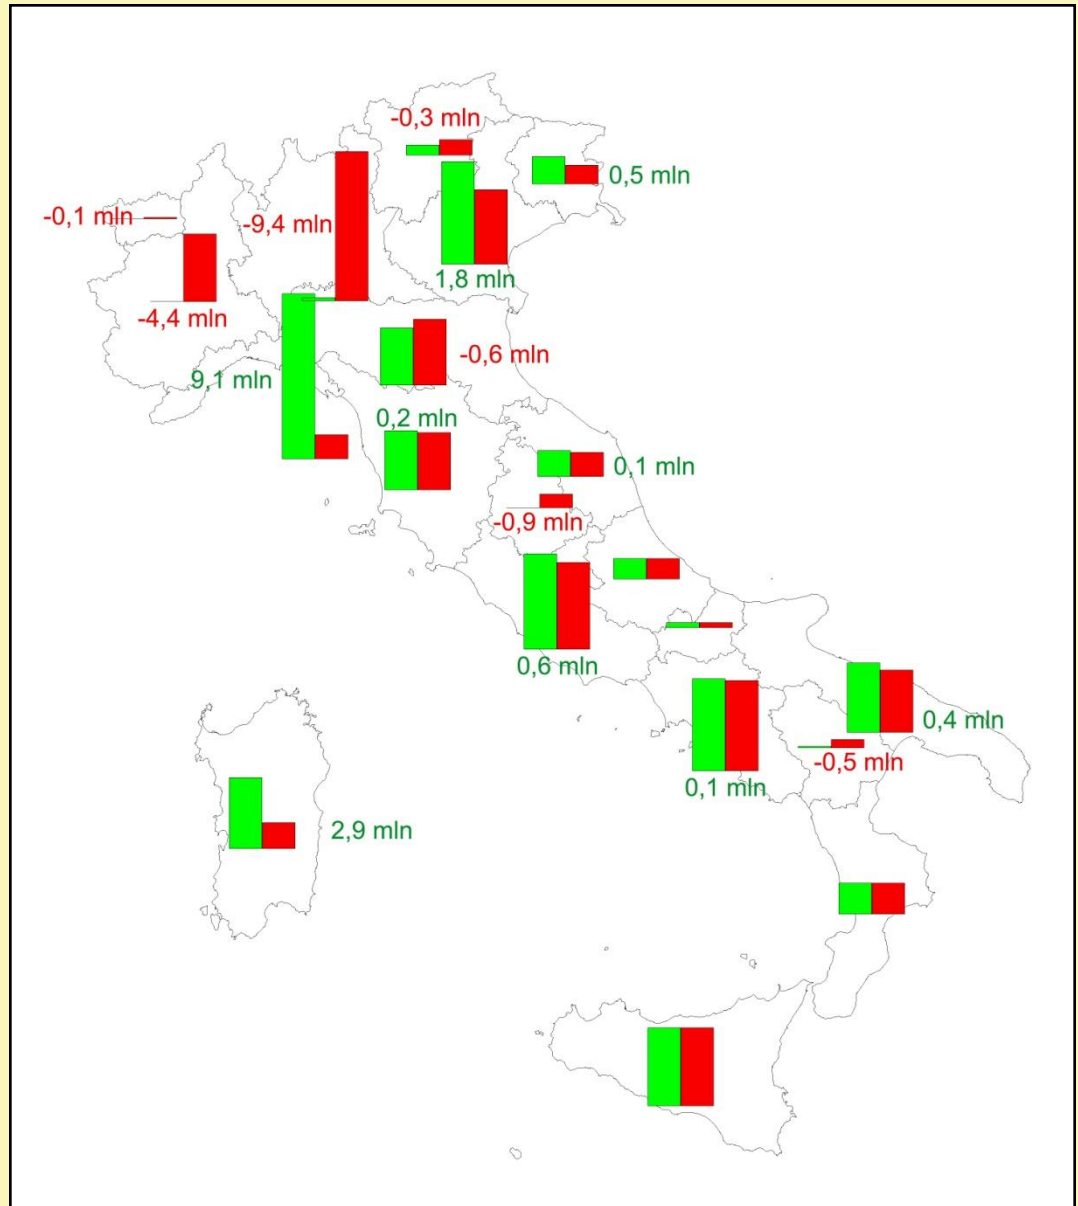 -0,3 mln
0,5 mln
-0,1 mln
-9,4 mln
1,8 mln
-4,4 mln
-0,6 mln
9,1 mln
0,2 mln
0,1 mln
-0,9 mln
0,6 mln
0,4 mln
-0,5 mln
0,1 mln
2,9 mln